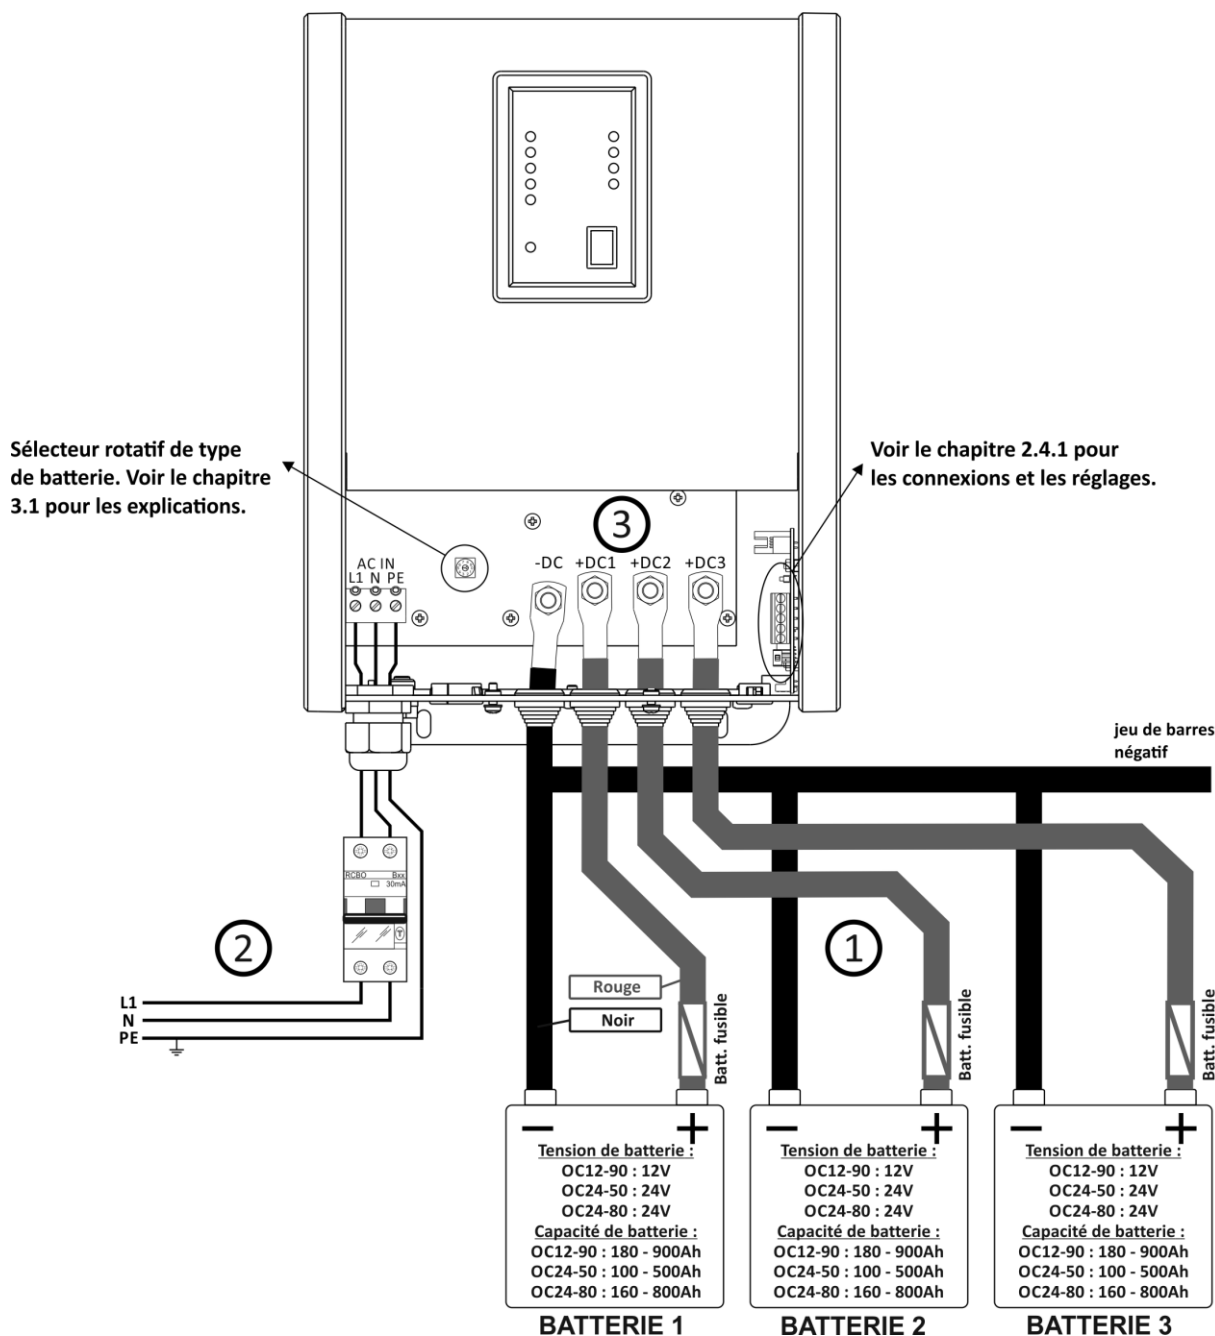 Sélecteur rotatif de type
de batterie. Voir le chapitre
3.1 pour les explications.
Voir le chapitre 2.4.1 pour
les connexions et les réglages.
3
AC IN
L1 N PE
-DC +DC1 +DC2 +DC3
jeu de barres
négatif
RCBO Bxx
30mA
T
2
1
L1
N
PE
Rouge
Noir
Batt. fusible
Batt. fusible
Batt. fusible
− +
Tension de batterie :
OC12-90 : 12V
OC24-50 : 24V
OC24-80 : 24V
Capacité de batterie :
OC12-90 : 180 - 900Ah
OC24-50 : 100 - 500Ah
OC24-80 : 160 - 800Ah
BATTERIE 1
− +
Tension de batterie :
OC12-90 : 12V
OC24-50 : 24V
OC24-80 : 24V
Capacité de batterie :
OC12-90 : 180 - 900Ah
OC24-50 : 100 - 500Ah
OC24-80 : 160 - 800Ah
BATTERIE 2
− +
Tension de batterie :
OC12-90 : 12V
OC24-50 : 24V
OC24-80 : 24V
Capacité de batterie :
OC12-90 : 180 - 900Ah
OC24-50 : 100 - 500Ah
OC24-80 : 160 - 800Ah
BATTERIE 3